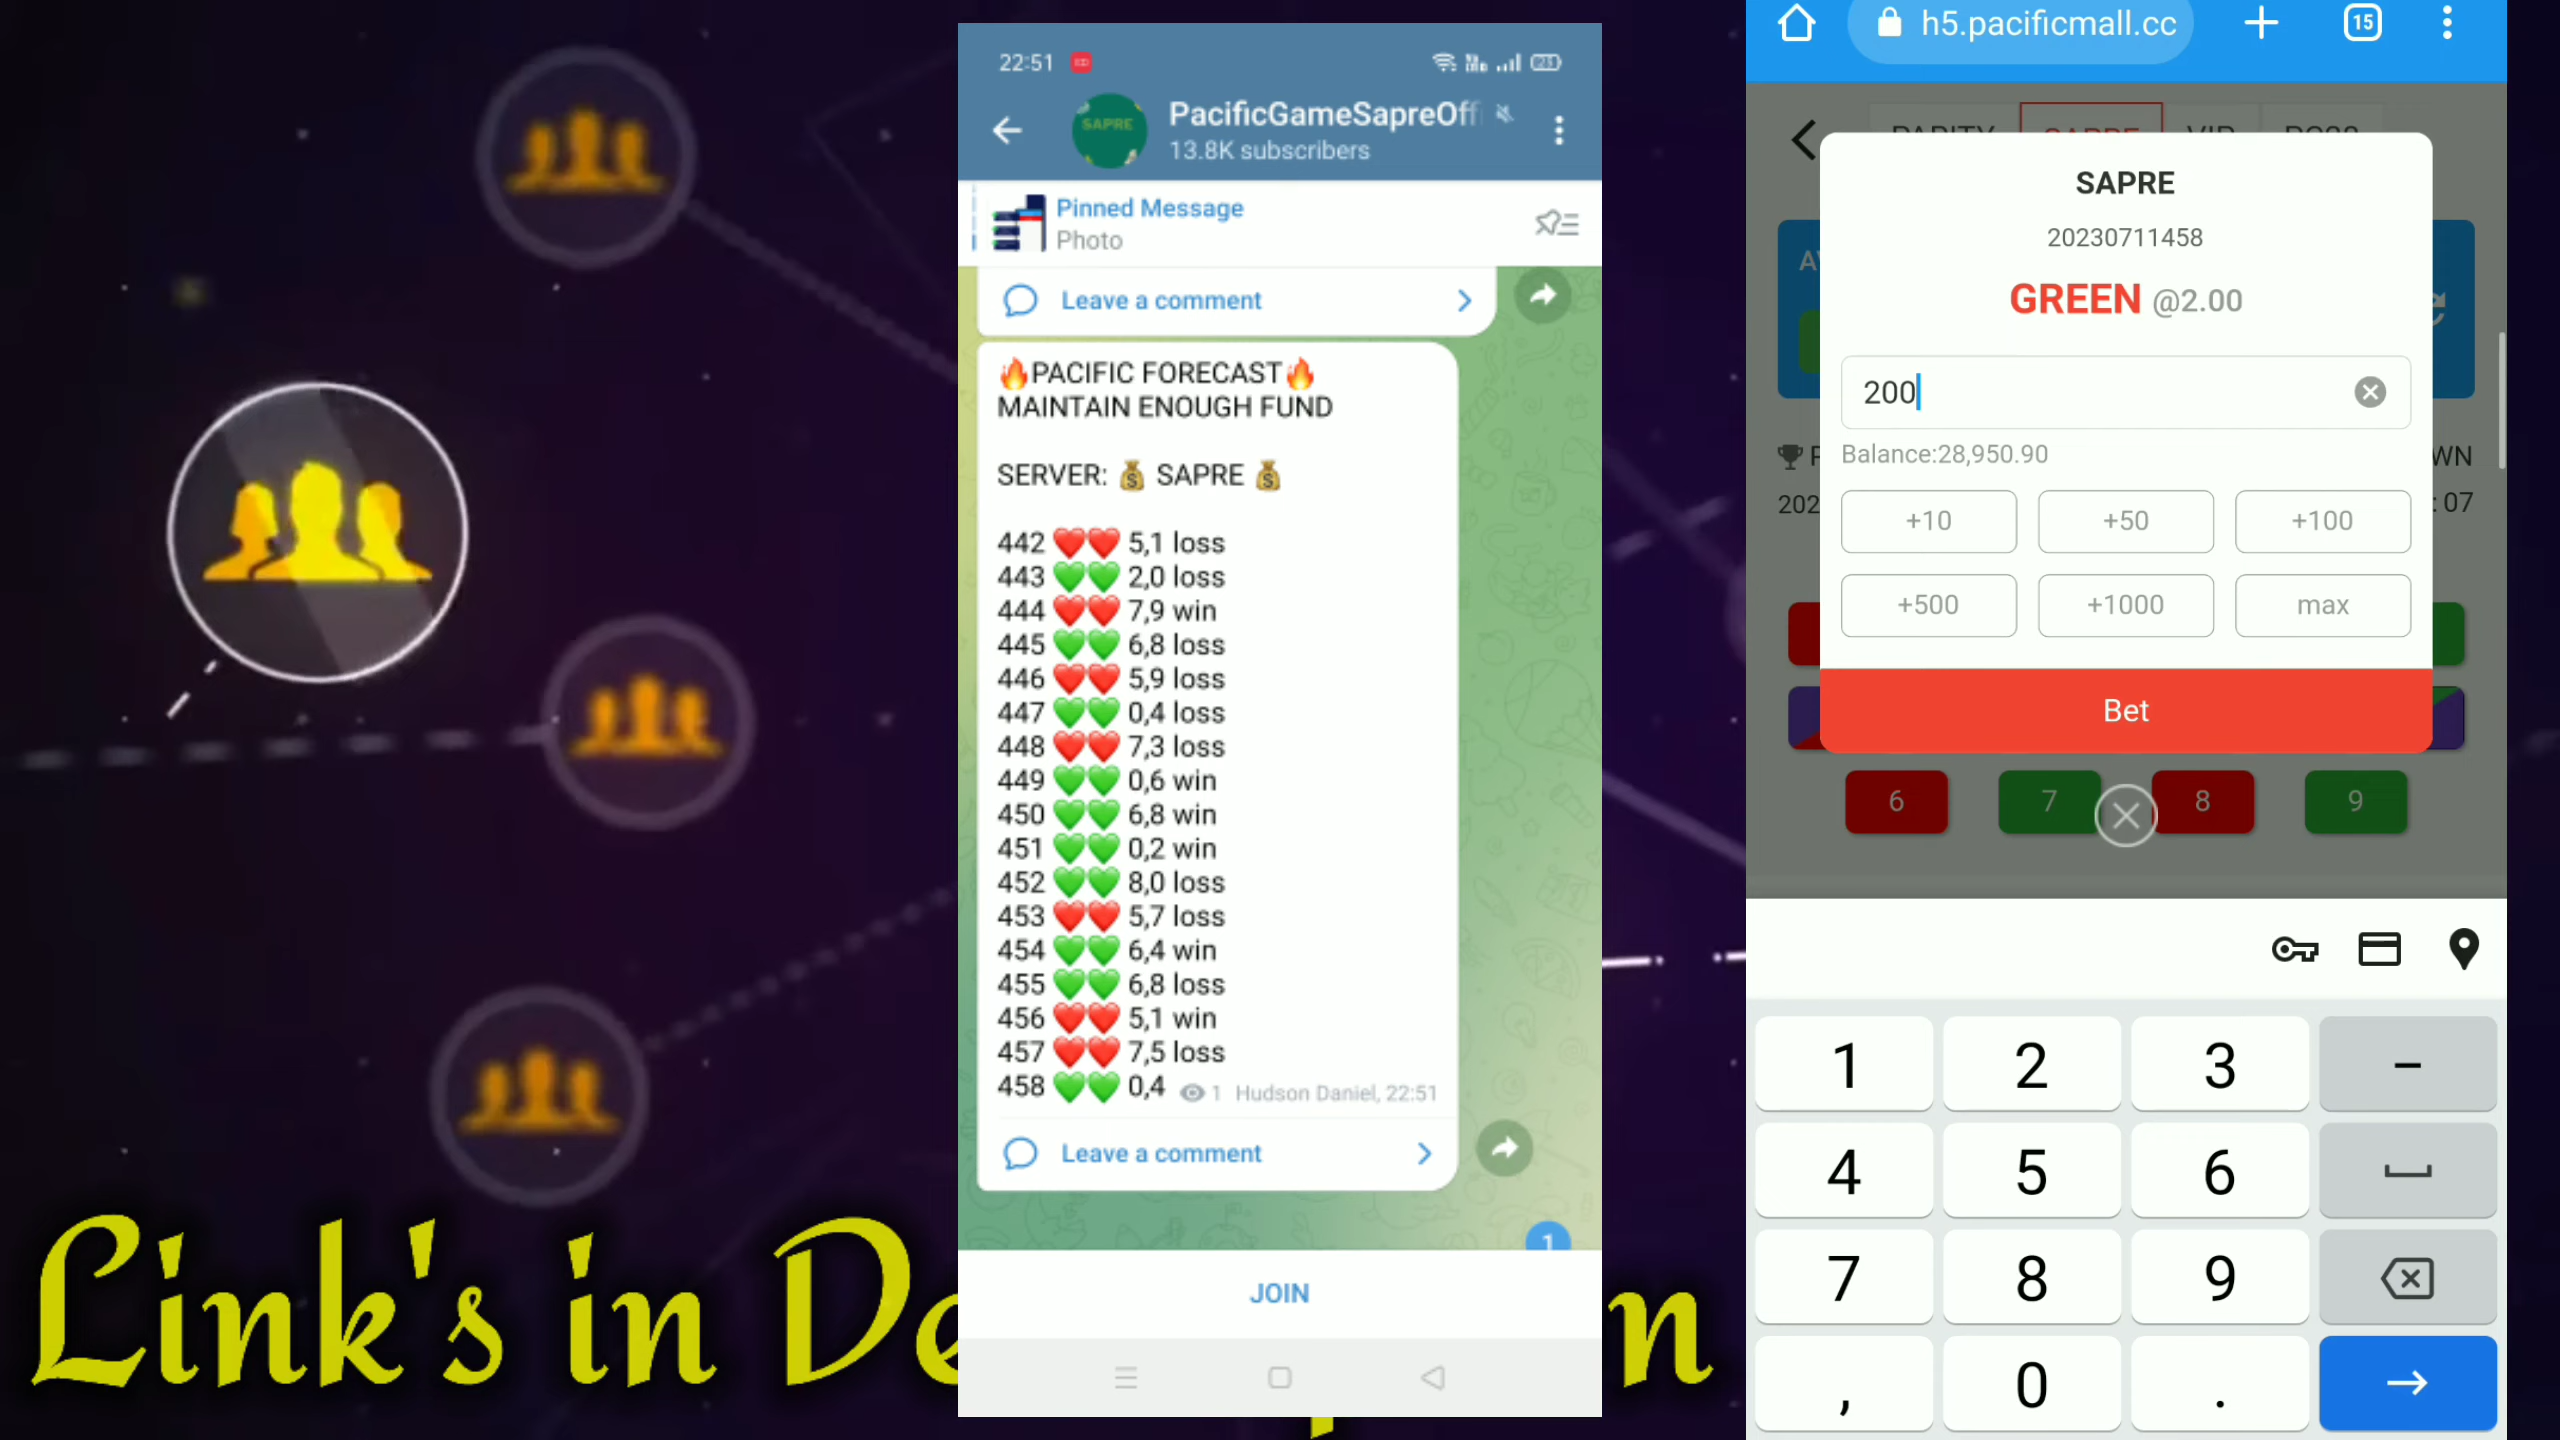 Link's in De
n
22:51
PacificGameSapreOff
13.8K subscribers
Pinned Message
Photo
Leave a comment
🔥PACIFIC FORECAST🔥
MAINTAIN ENOUGH FUND
SERVER: 💰 SAPRE 💰
442 ❤️❤️ 5,1 loss
443 💚💚 2,0 loss
444 ❤️❤️ 7,9 win
445 💚💚 6,8 loss
446 ❤️❤️ 5,9 loss
447 💚💚 0,4 loss
448 ❤️❤️ 7,3 loss
449 💚💚 0,6 win
450 💚💚 6,8 win
451 💚💚 0,2 win
452 💚💚 8,0 loss
453 ❤️❤️ 5,7 loss
454 💚💚 6,4 win
455 💚💚 6,8 loss
456 ❤️❤️ 5,1 win
457 ❤️❤️ 7,5 loss
458 💚💚 0,4
1 Hudson Daniel, 22:51
Leave a comment
1
JOIN
h5.pacificmall.cc
15
SAPRE
20230711458
GREEN @2.00
200
Balance:28,950.90
WN
202
: 07
+10 +50 +100
+500 +1000 max
Bet
6 7 8 9
1 2 3 –
4 5 6
7 8 9
, 0 .